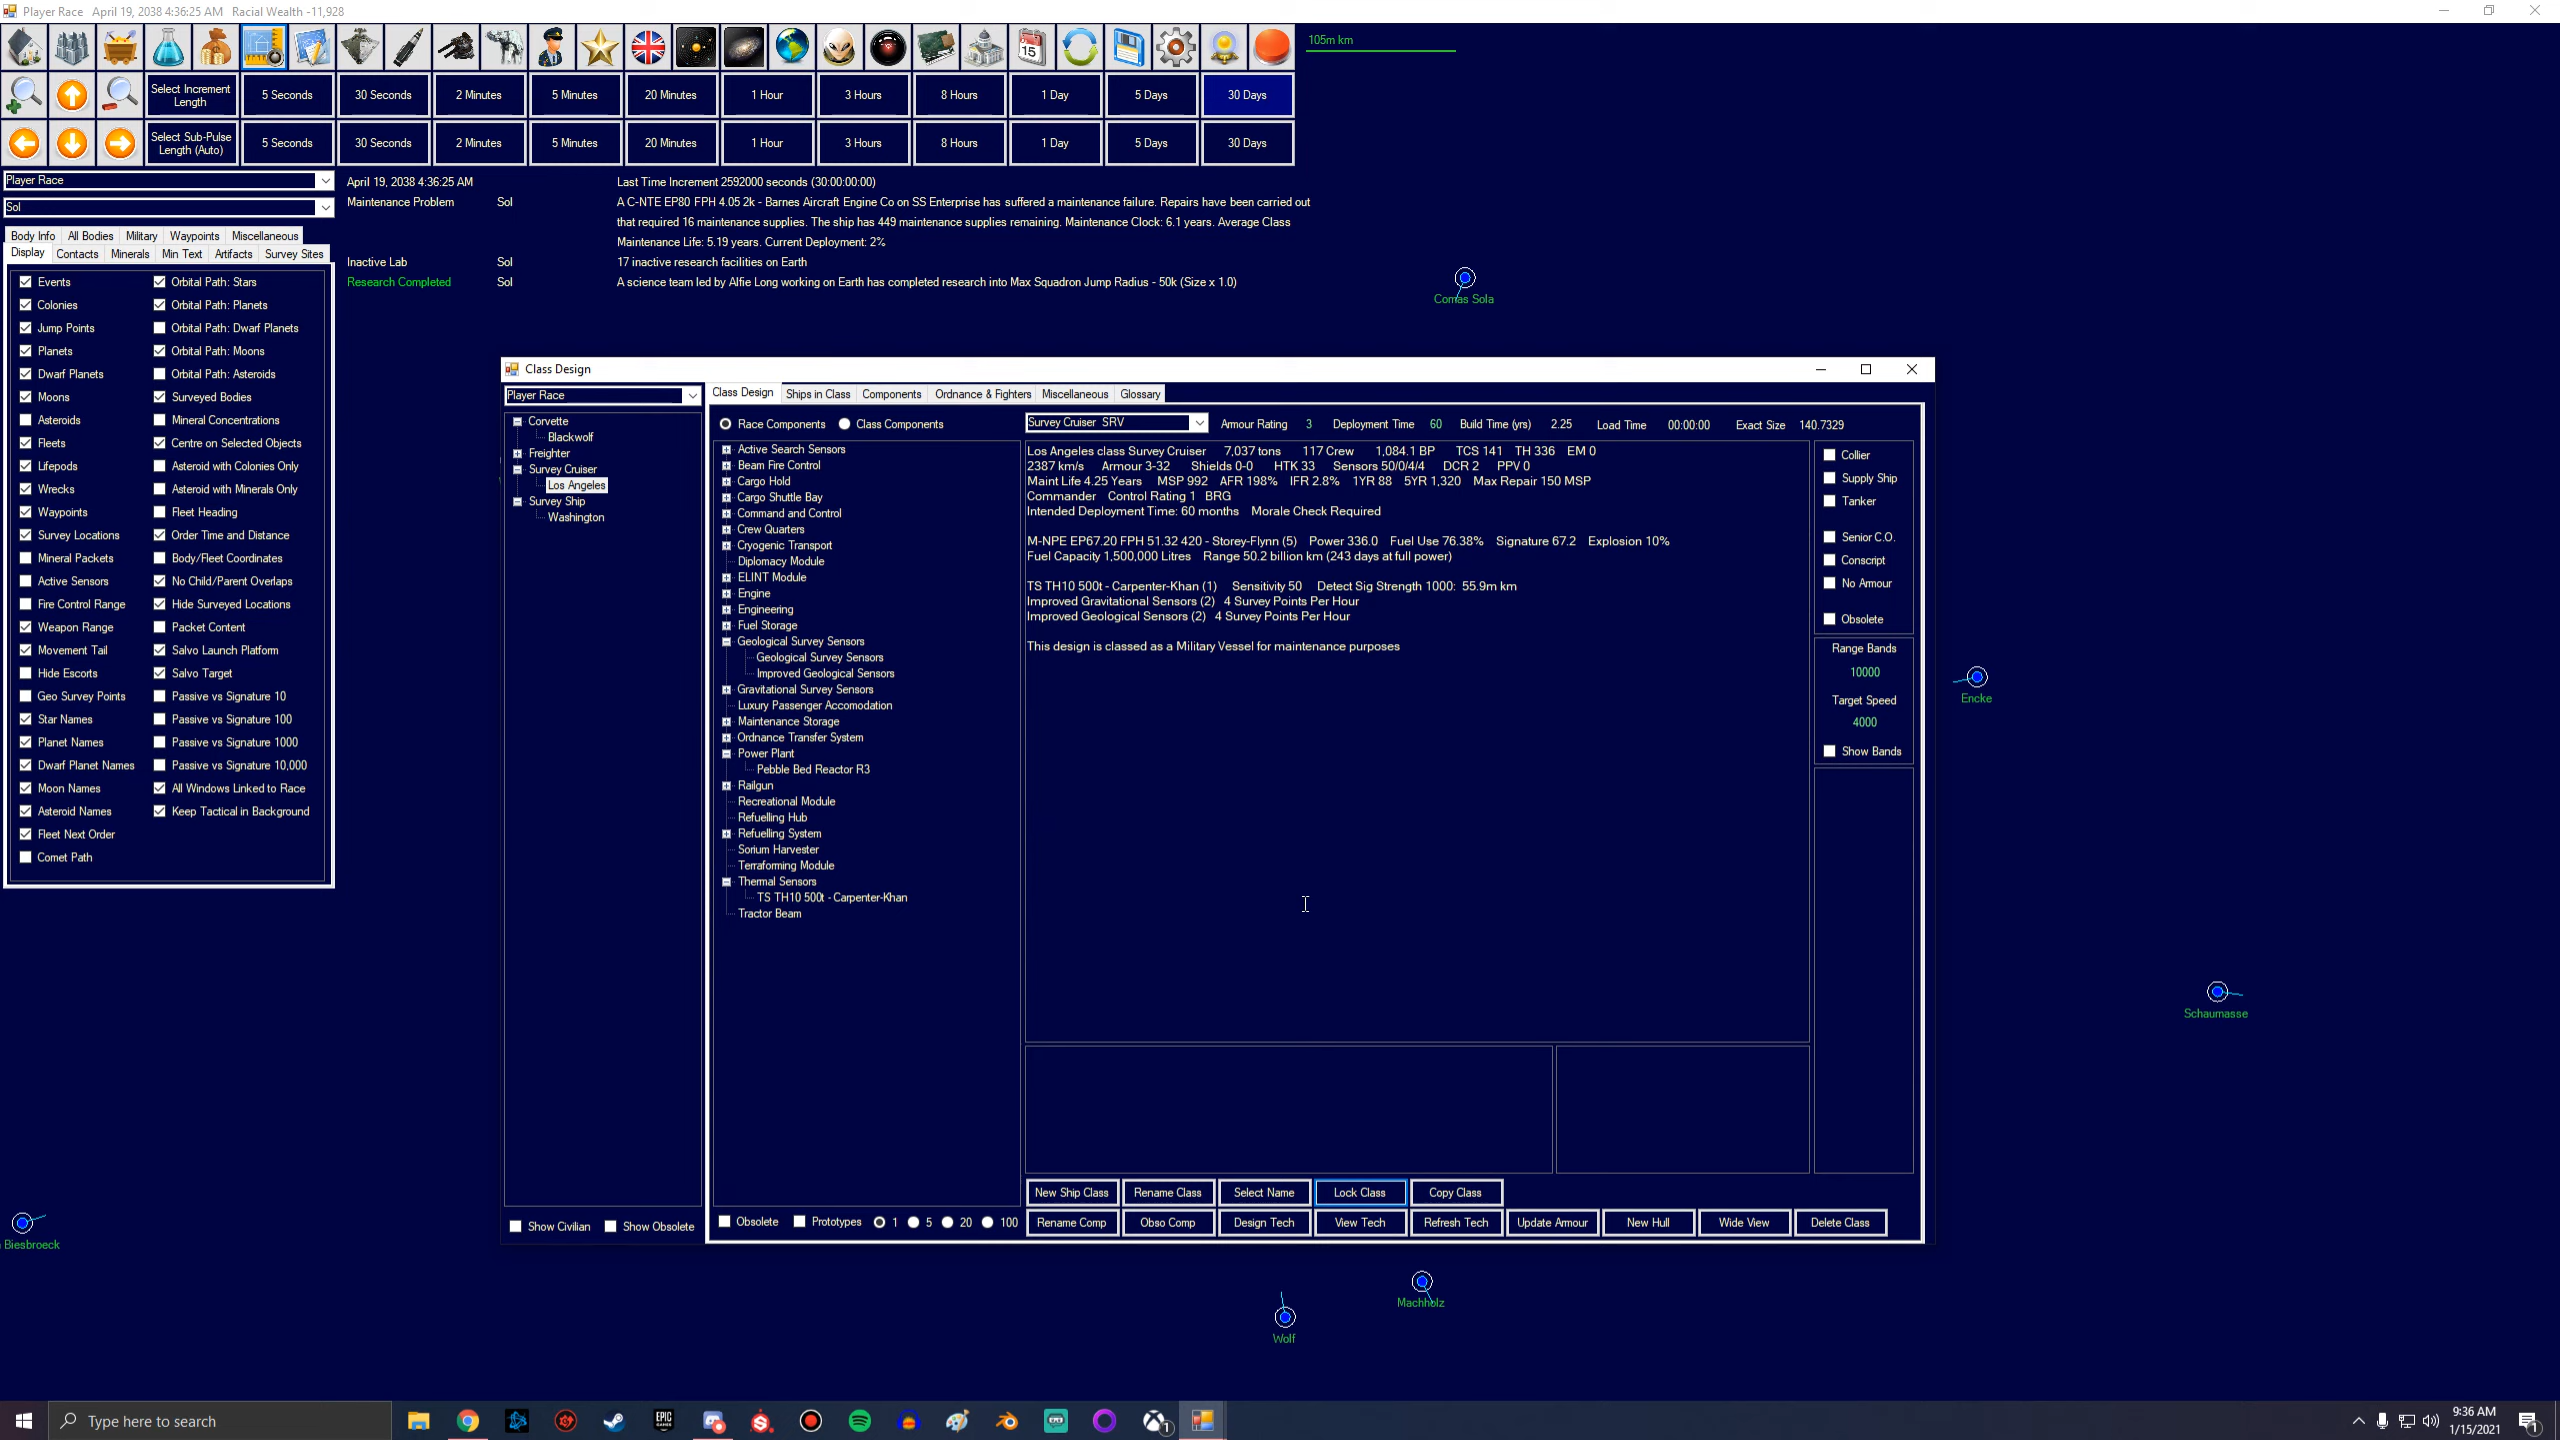 Player Race   April 19, 2038 4:36:25 AM   Racial Wealth -11,928
105m km
Select Increment Length
5 Seconds
30 Seconds
2 Minutes
5 Minutes
20 Minutes
1 Hour
3 Hours
8 Hours
1 Day
5 Days
30 Days
Select Sub-Pulse Length (Auto)
5 Seconds
30 Seconds
2 Minutes
5 Minutes
20 Minutes
1 Hour
3 Hours
8 Hours
1 Day
5 Days
30 Days
Player Race
Sol
April 19, 2038 4:36:25 AM   Last Time Increment 2592000 seconds (30:00:00:00)
Maintenance Problem   Sol   A C-NTE EP80 FPH 4.05 2k - Barnes Aircraft Engine Co on SS Enterprise has suffered a maintenance failure. Repairs have been carried out
that required 16 maintenance supplies. The ship has 449 maintenance supplies remaining. Maintenance Clock: 6.1 years. Average Class
Maintenance Life: 5.19 years. Current Deployment: 2%
Inactive Lab   Sol   17 inactive research facilities on Earth
Research Completed   Sol   A science team led by Alfie Long working on Earth has completed research into Max Squadron Jump Radius - 50k (Size x 1.0)
Body Info   All Bodies   Military   Waypoints   Miscellaneous
Display   Contacts   Minerals   Min Text   Artifacts   Survey Sites
Events   Orbital Path: Stars
Colonies   Orbital Path: Planets
Jump Points   Orbital Path: Dwarf Planets
Planets   Orbital Path: Moons
Dwarf Planets   Orbital Path: Asteroids
Moons   Surveyed Bodies
Asteroids   Mineral Concentrations
Fleets   Centre on Selected Objects
Lifepods   Asteroid with Colonies Only
Wrecks   Asteroid with Minerals Only
Waypoints   Fleet Heading
Survey Locations   Order Time and Distance
Mineral Packets   Body/Fleet Coordinates
Active Sensors   No Child/Parent Overlaps
Fire Control Range   Hide Surveyed Locations
Weapon Range   Packet Content
Movement Tail   Salvo Launch Platform
Hide Escorts   Salvo Target
Geo Survey Points   Passive vs Signature 10
Star Names   Passive vs Signature 100
Planet Names   Passive vs Signature 1000
Dwarf Planet Names   Passive vs Signature 10,000
Moon Names   All Windows Linked to Race
Asteroid Names   Keep Tactical in Background
Fleet Next Order
Comet Path
Comas Sola
Encke
Schaumasse
Biesbroeck
Machholz
Wolf
Class Design
Player Race
Corvette
Blackwolf
Freighter
Survey Cruiser
Los Angeles
Survey Ship
Washington
Show Civilian   Show Obsolete
Class Design   Ships in Class   Components   Ordnance & Fighters   Miscellaneous   Glossary
Race Components   Class Components
Active Search Sensors
Beam Fire Control
Cargo Hold
Cargo Shuttle Bay
Command and Control
Crew Quarters
Cryogenic Transport
Diplomacy Module
ELINT Module
Engine
Engineering
Fuel Storage
Geological Survey Sensors
Geological Survey Sensors
Improved Geological Sensors
Gravitational Survey Sensors
Luxury Passenger Accomodation
Maintenance Storage
Ordnance Transfer System
Power Plant
Pebble Bed Reactor R3
Railgun
Recreational Module
Refuelling Hub
Refuelling System
Sorium Harvester
Terraforming Module
Thermal Sensors
TS TH10 500t - Carpenter-Khan
Tractor Beam
Obsolete   Prototypes   1   5   20   100
Survey Cruiser  SRV   Armour Rating   3   Deployment Time   60   Build Time (yrs)   2.25   Load Time   00:00:00   Exact Size   140.7329
Los Angeles class Survey Cruiser   7,037 tons   117 Crew   1,084.1 BP   TCS 141   TH 336   EM 0
2387 km/s   Armour 3-32   Shields 0-0   HTK 33   Sensors 50/0/4/4   DCR 2   PPV 0
Maint Life 4.25 Years   MSP 992   AFR 198%   IFR 2.8%   1YR 88   5YR 1,320   Max Repair 150 MSP
Commander   Control Rating 1   BRG
Intended Deployment Time: 60 months   Morale Check Required
M-NPE EP67.20 FPH 51.32 420 - Storey-Flynn (5)   Power 336.0   Fuel Use 76.38%   Signature 67.2   Explosion 10%
Fuel Capacity 1,500,000 Litres   Range 50.2 billion km (243 days at full power)
TS TH10 500t - Carpenter-Khan (1)   Sensitivity 50   Detect Sig Strength 1000:  55.9m km
Improved Gravitational Sensors (2)   4 Survey Points Per Hour
Improved Geological Sensors (2)   4 Survey Points Per Hour
This design is classed as a Military Vessel for maintenance purposes
Collier
Supply Ship
Tanker
Senior C.O.
Conscript
No Armour
Obsolete
Range Bands
10000
Target Speed
4000
Show Bands
New Ship Class   Rename Class   Select Name   Lock Class   Copy Class
Rename Comp   Obso Comp   Design Tech   View Tech   Refresh Tech   Update Armour   New Hull   Wide View   Delete Class
Type here to search
9:36 AM
1/15/2021